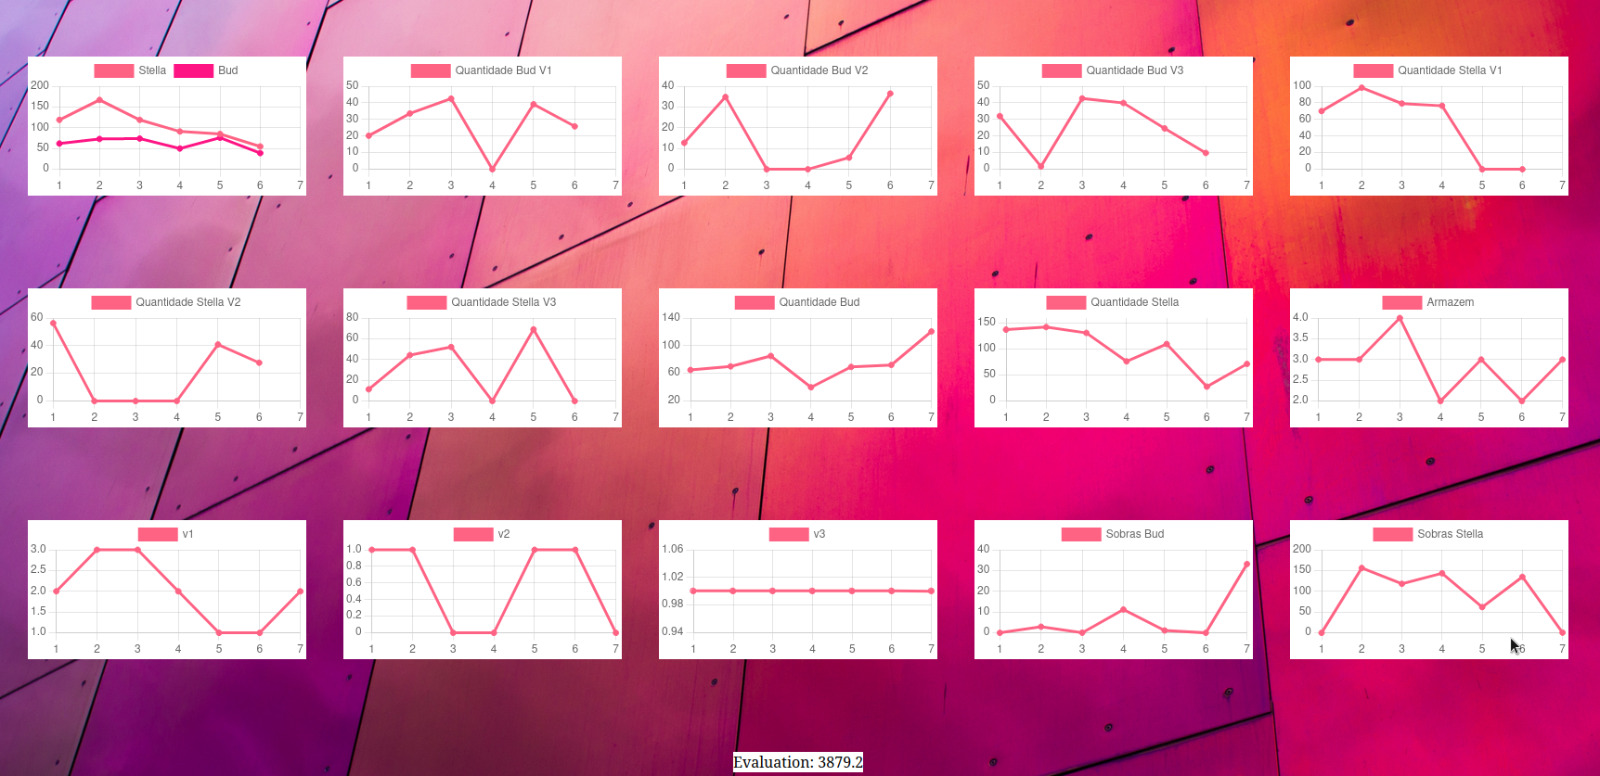 Stella Bud
200
150
100
50
0
1 2 3 4 5 6 7
Quantidade Bud V1
50
40
30
20
10
0
1 2 3 4 5 6 7
Quantidade Bud V2
40
30
20
10
0
1 2 3 4 5 6 7
Quantidade Bud V3
50
40
30
20
10
0
1 2 3 4 5 6 7
Quantidade Stella V1
100
80
60
40
20
0
1 2 3 4 5 6 7
Quantidade Stella V2
60
40
20
0
1 2 3 4 5 6 7
Quantidade Stella V3
80
60
40
20
0
1 2 3 4 5 6 7
Quantidade Bud
140
100
60
20
1 2 3 4 5 6 7
Quantidade Stella
150
100
50
0
1 2 3 4 5 6 7
Armazem
4.0
3.5
3.0
2.5
2.0
1 2 3 4 5 6 7
v1
3.0
2.5
2.0
1.5
1.0
1 2 3 4 5 6 7
v2
1.0
0.8
0.6
0.4
0.2
0
1 2 3 4 5 6 7
v3
1.06
1.02
0.98
0.94
1 2 3 4 5 6 7
Sobras Bud
40
30
20
10
0
1 2 3 4 5 6 7
Sobras Stella
200
150
100
50
0
1 2 3 4 5 6 7
Evaluation: 3879.2